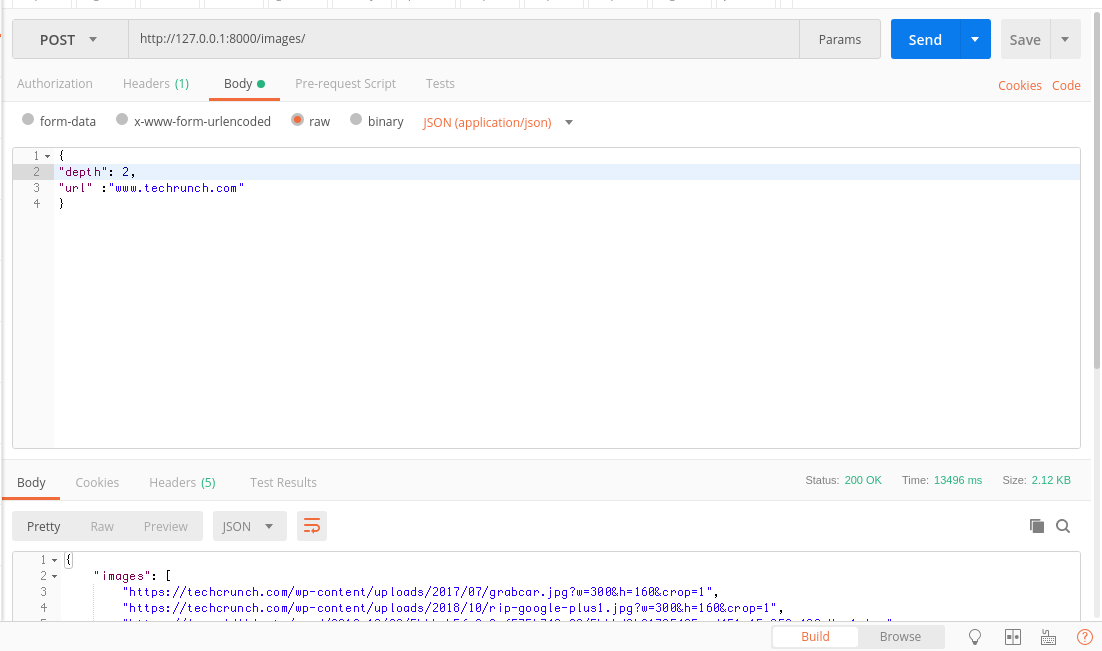 POST http://127.0.0.1:8000/images/ Params Send Save
Authorization Headers (1) Body Pre-request Script Tests Cookies Code
form-data x-www-form-urlencoded raw binary JSON (application/json)
1 {
2 "depth": 2,
3 "url" :"www.techrunch.com"
4 }
Body Cookies Headers (5) Test Results Status: 200 OK Time: 13496 ms Size: 2.12 KB
Pretty Raw Preview JSON
1 {
2 "images": [
3 "https://techcrunch.com/wp-content/uploads/2017/07/grabcar.jpg?w=300&h=160&crop=1",
4 "https://techcrunch.com/wp-content/uploads/2018/10/rip-google-plus1.jpg?w=300&h=160&crop=1",
Build Browse